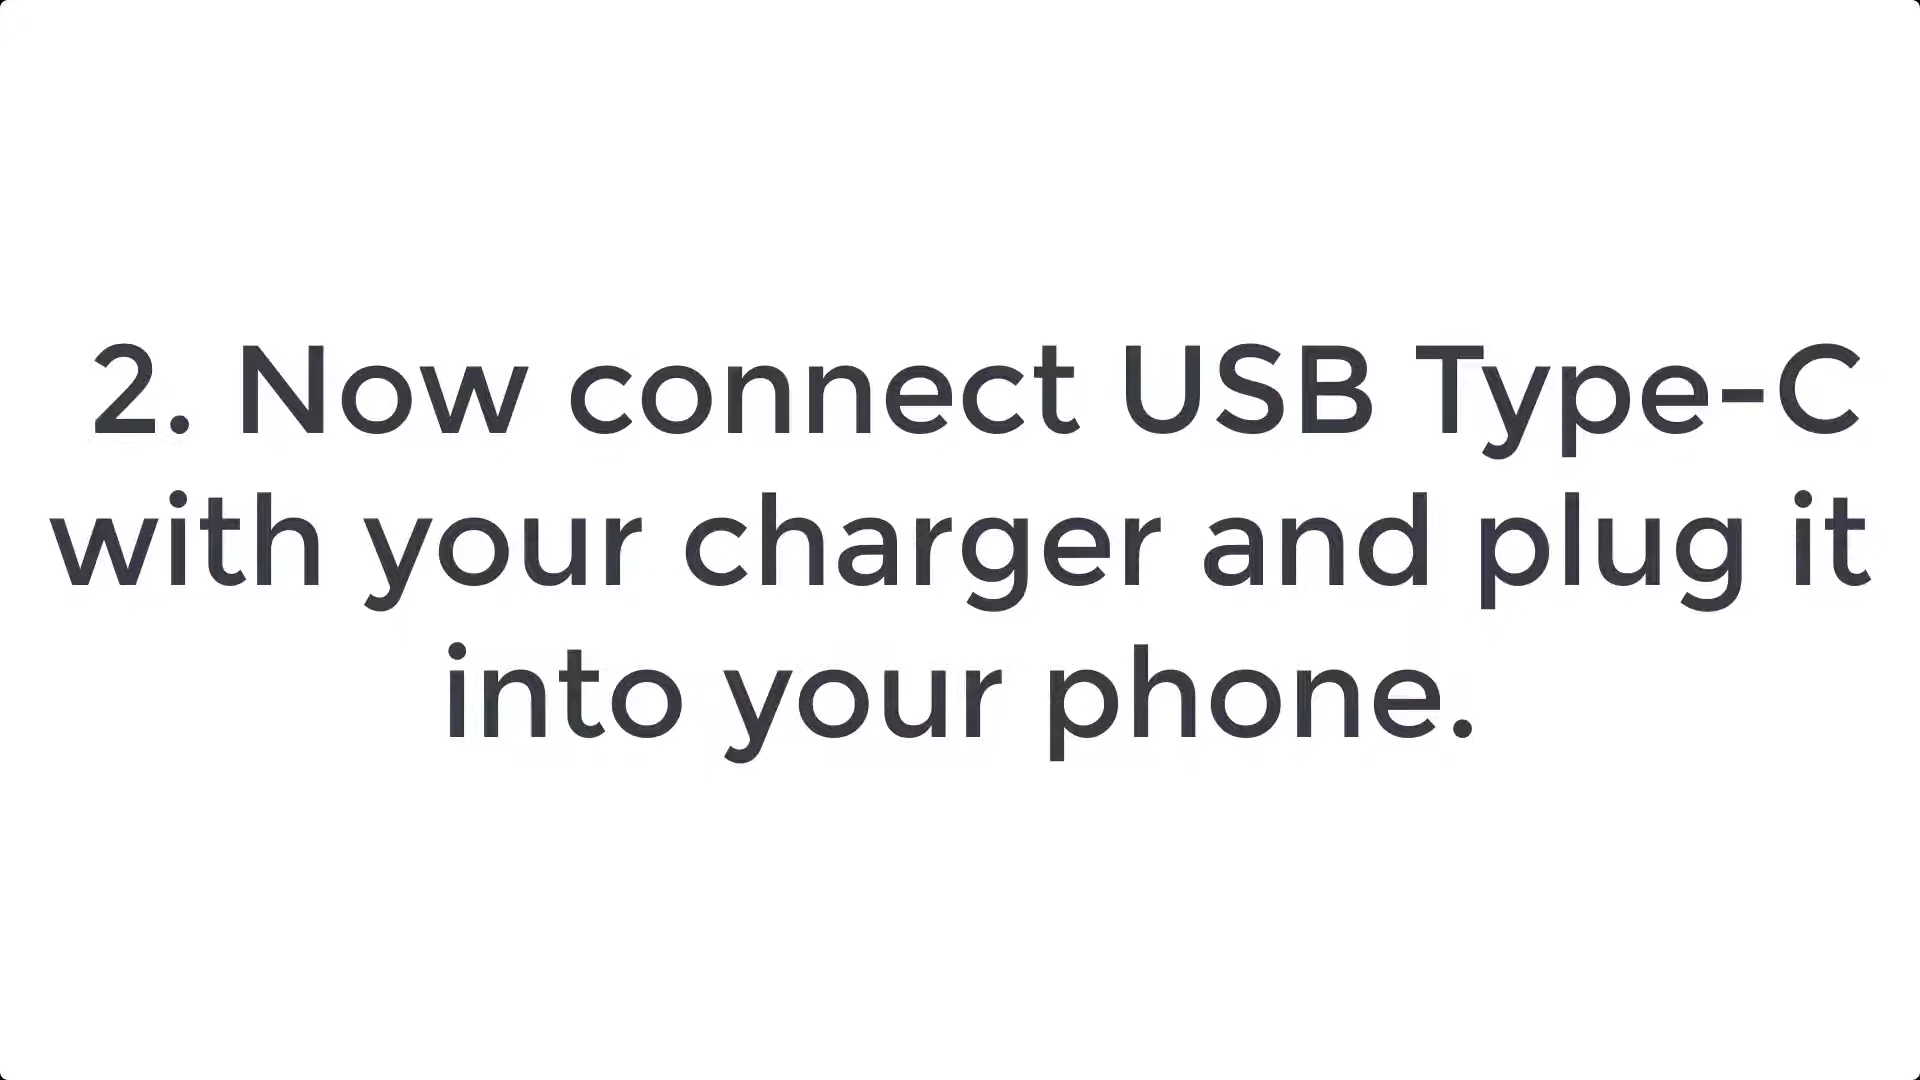 2. Now connect USB Type-C
with your charger and plug it
into your phone.